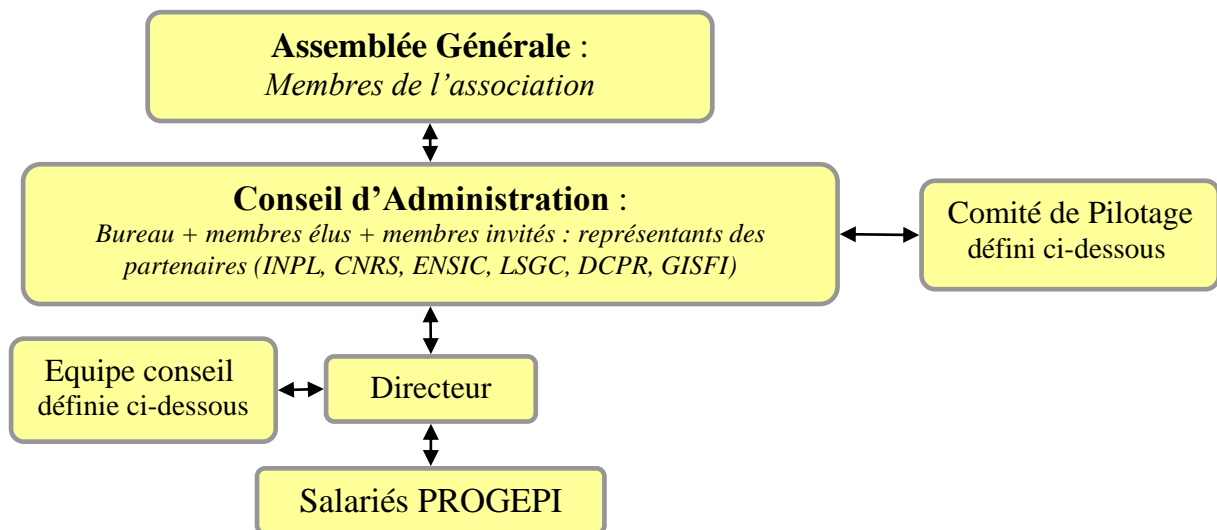 Assemblée Générale :
Membres de l’association
Conseil d’Administration :
Bureau + membres élus + membres invités : représentants des
partenaires (INPL, CNRS, ENSIC, LSGC, DCPR, GISFI)
Comité de Pilotage
défini ci-dessous
Equipe conseil
définie ci-dessous
Directeur
Salariés PROGEPI